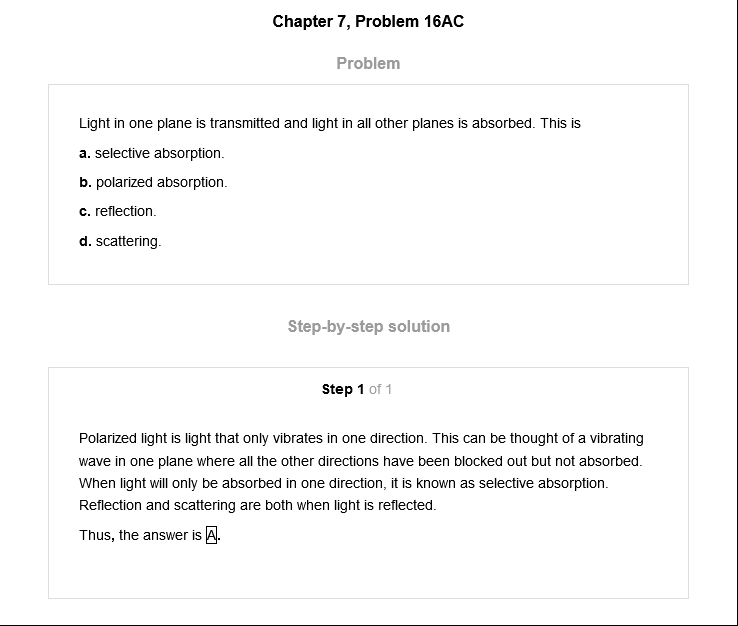 Chapter 7, Problem 16AC
Problem
Light in one plane is transmitted and light in all other planes is absorbed. This is
a. selective absorption.
b. polarized absorption.
c. reflection.
d. scattering.
Step-by-step solution
Step 1 of 1
Polarized light is light that only vibrates in one direction. This can be thought of a vibrating
wave in one plane where all the other directions have been blocked out but not absorbed.
When light will only be absorbed in one direction, it is known as selective absorption.
Reflection and scattering are both when light is reflected.
Thus, the answer is A.